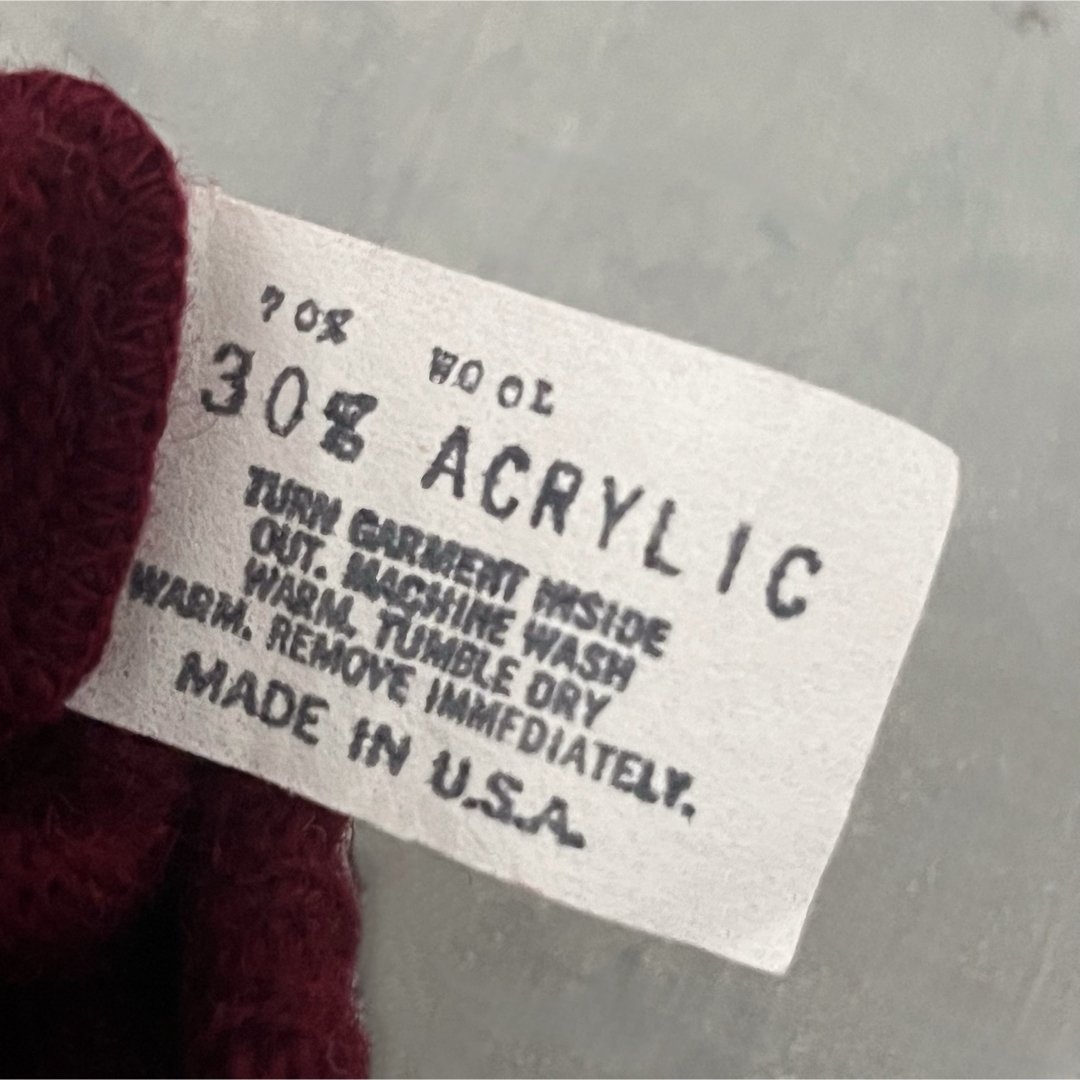 70% WOOL
30% ACRYLIC
TURN GARMENT INSIDE
OUT. MACHINE WASH
WARM, TUMBLE DRY
WARM. REMOVE IMMEDIATELY.
MADE IN U.S.A.